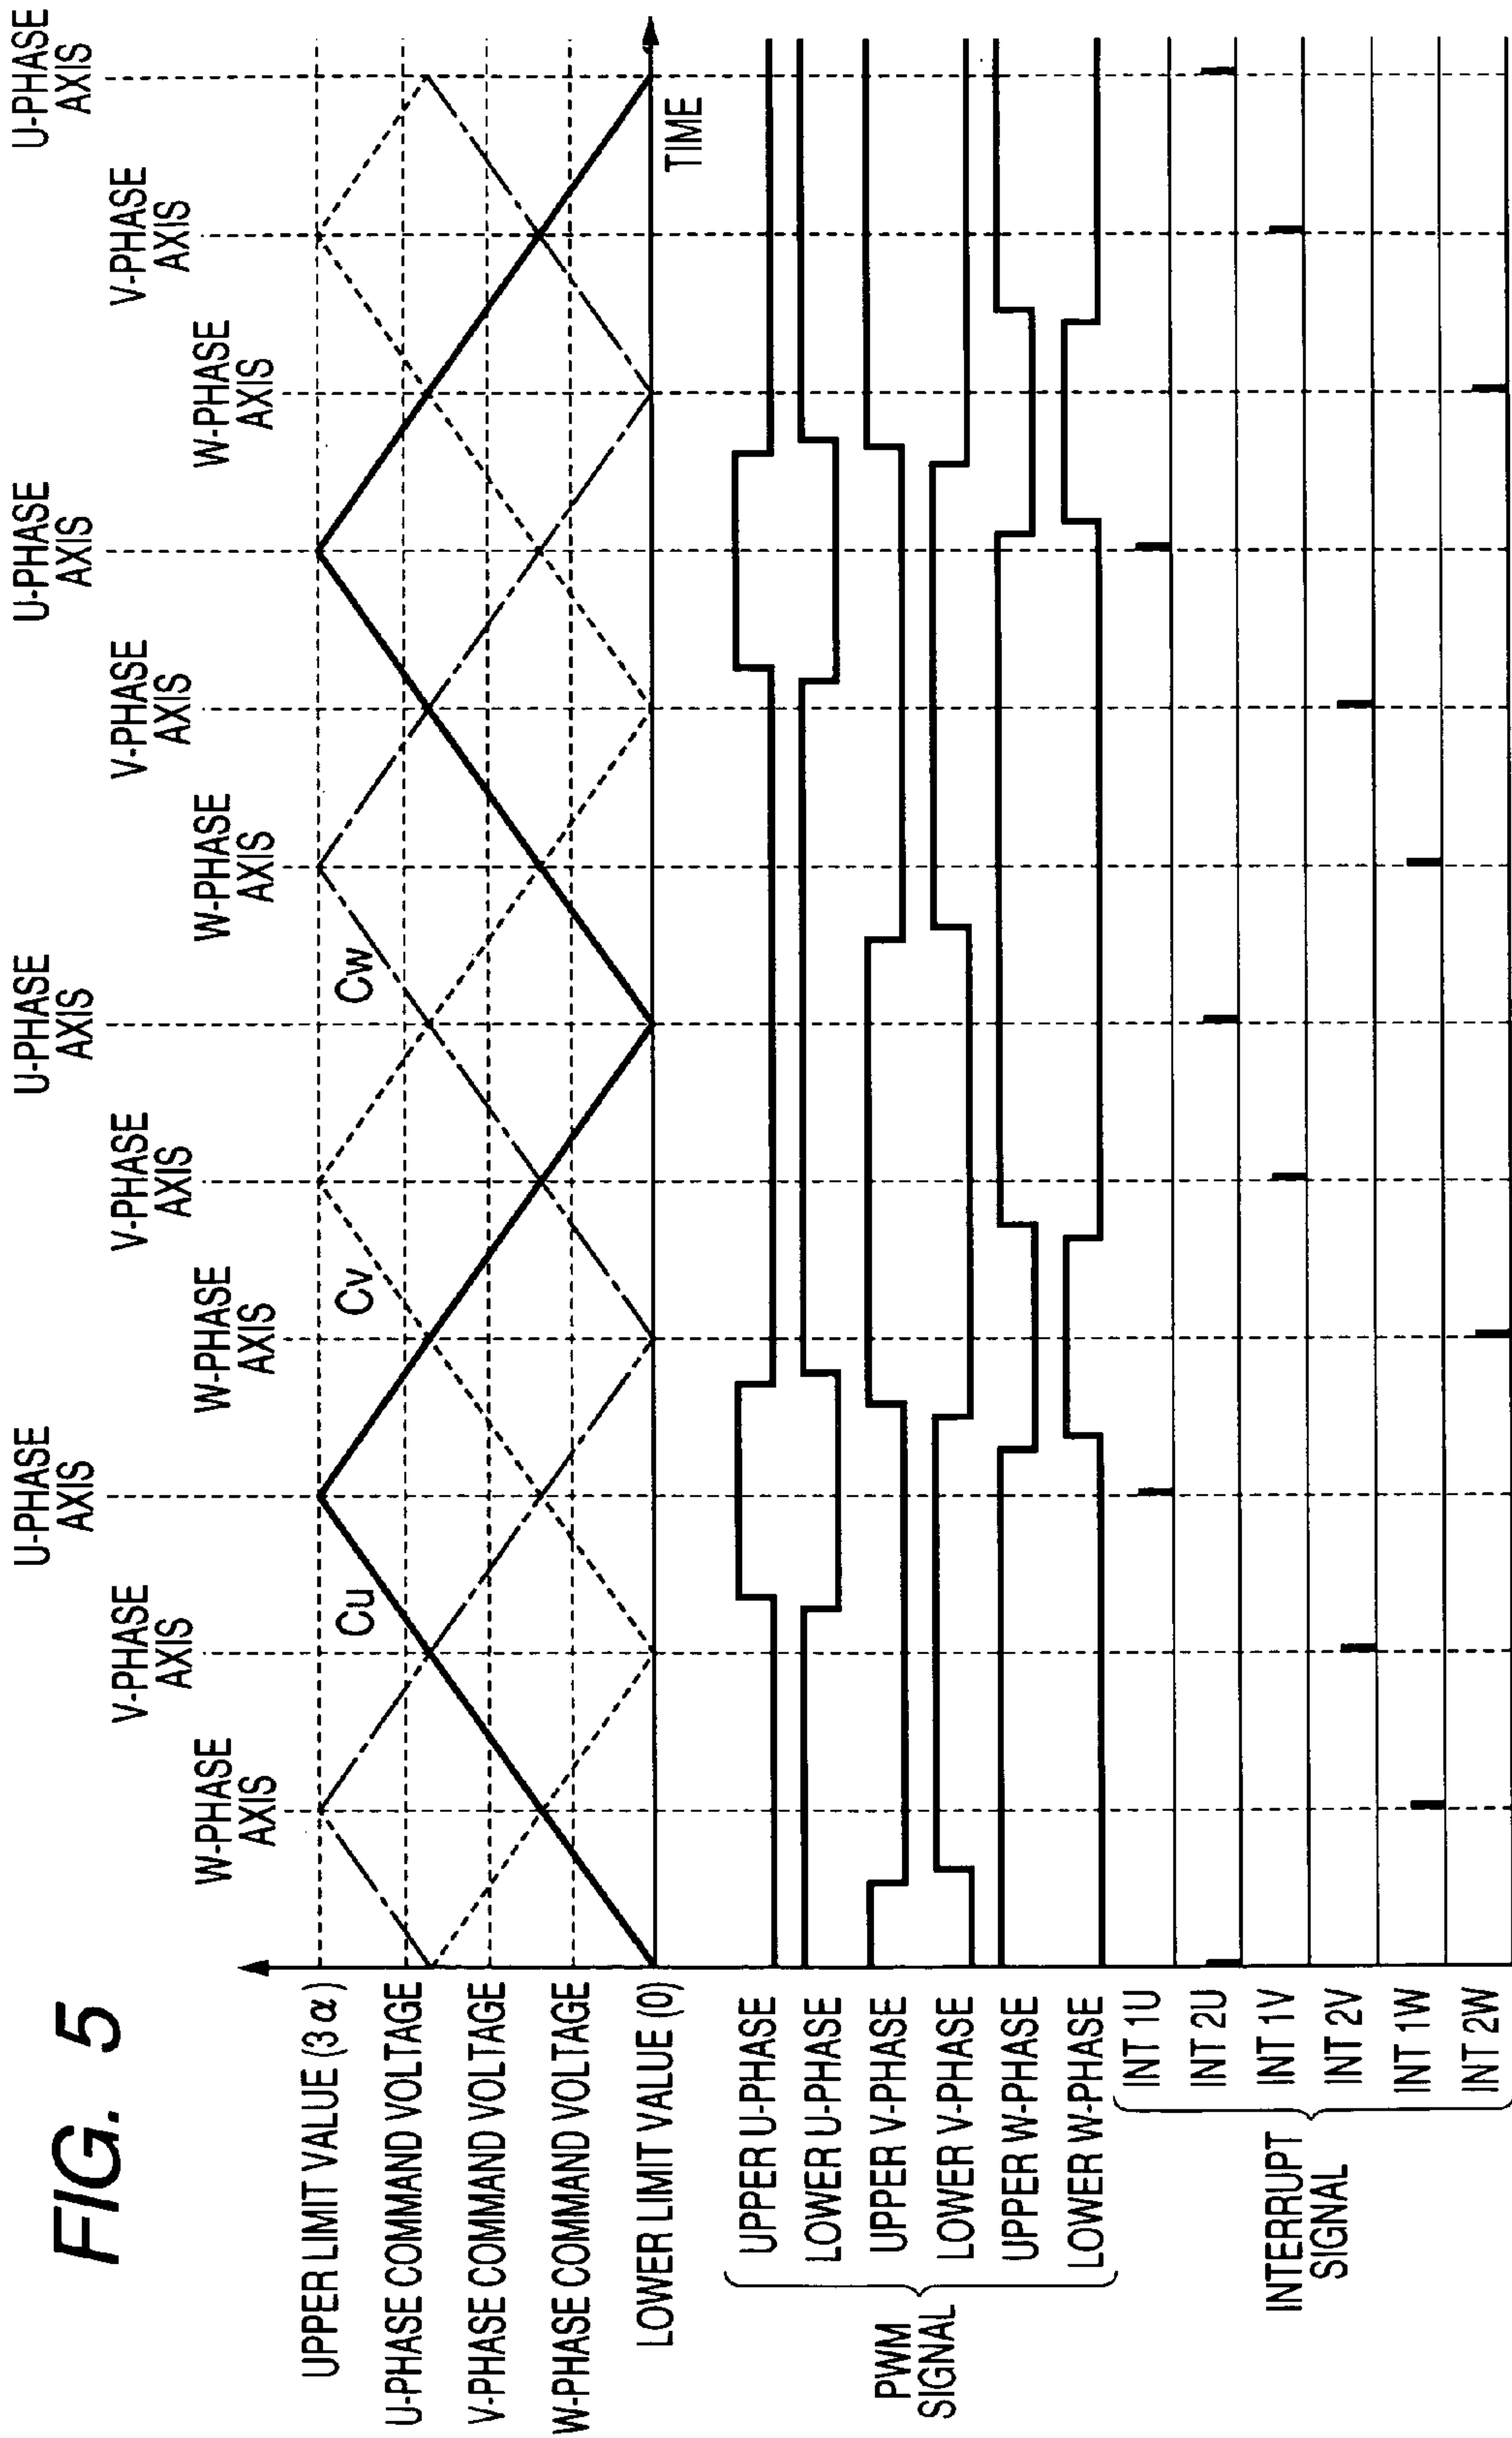 FIG. 5
U-PHASE
AXIS
U-PHASE
AXIS
U-PHASE
AXIS
U-PHASE
AXIS
V-PHASE
AXIS
V-PHASE
AXIS
V-PHASE
AXIS
V-PHASE
AXIS
W-PHASE
AXIS
W-PHASE
AXIS
W-PHASE
AXIS
W-PHASE
AXIS
UPPER LIMIT VALUE (3α)
Cu
Cv
Cw
U-PHASE COMMAND VOLTAGE
V-PHASE COMMAND VOLTAGE
W-PHASE COMMAND VOLTAGE
LOWER LIMIT VALUE (0)
TIME
PWM
SIGNAL
UPPER U-PHASE
LOWER U-PHASE
UPPER V-PHASE
LOWER V-PHASE
UPPER W-PHASE
LOWER W-PHASE
INTERRUPT
SIGNAL
INT 1U
INT 2U
INT 1V
INT 2V
INT 1W
INT 2W